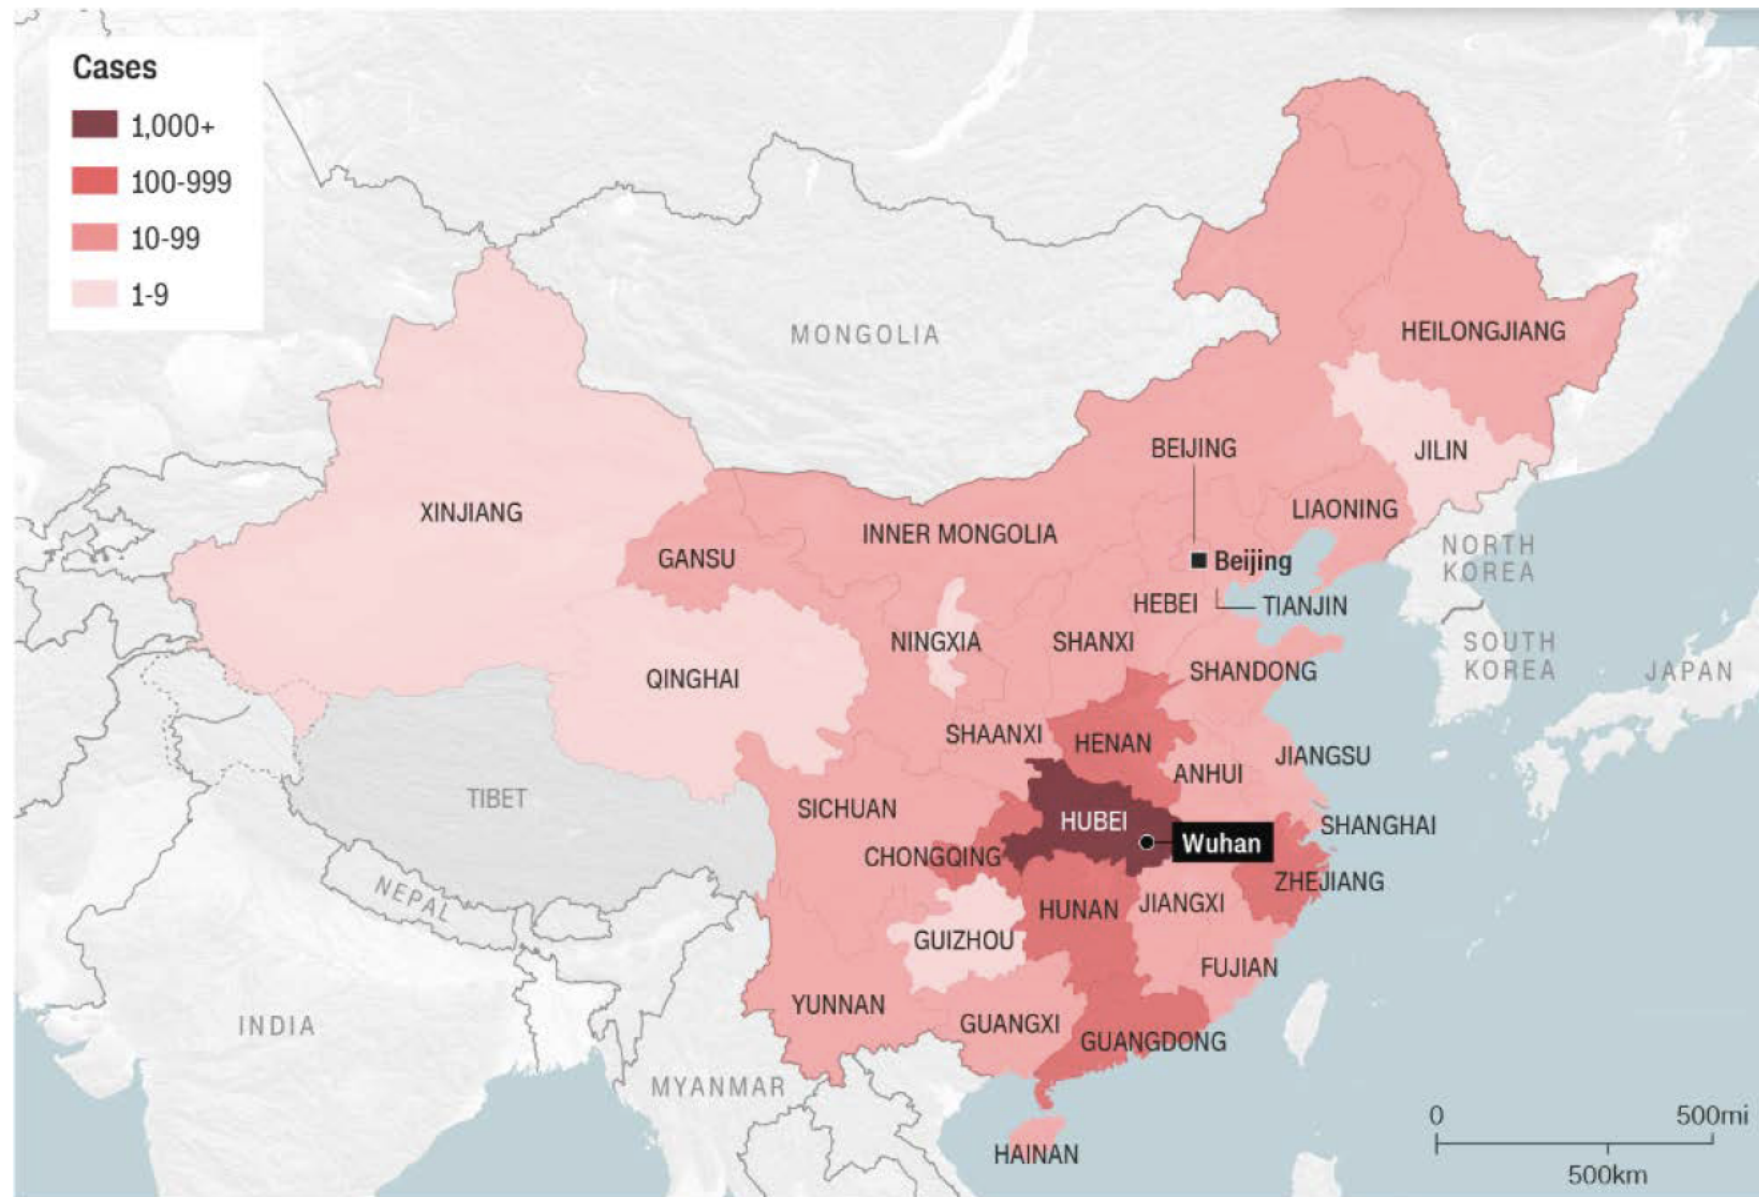 Cases
1,000+
100-999
10-99
1-9
MONGOLIA
HEILONGJIANG
BEIJING
JILIN
XINJIANG
LIAONING
INNER MONGOLIA
GANSU
Beijing
NORTH
KOREA
HEBEI
TIANJIN
NINGXIA
SHANXI
SOUTH
KOREA
QINGHAI
SHANDONG
JAPAN
SHAANXI
HENAN
JIANGSU
ANHUI
TIBET
SICHUAN
HUBEI
SHANGHAI
Wuhan
CHONGQING
ZHEJIANG
NEPAL
HUNAN
JIANGXI
GUIZHOU
FUJIAN
YUNNAN
INDIA
GUANGXI
GUANGDONG
MYANMAR
HAINAN
0
500mi
500km